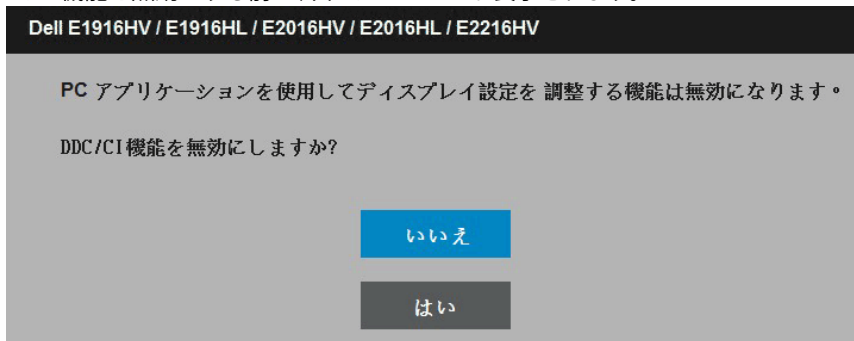 Dell E1916HV / E1916HL / E2016HV / E2016HL / E2216HV
PC アプリケーションを使用してディスプレイ設定を 調整する機能は無効になります。
DDC/CI機能を無効にしますか?
いいえ
はい